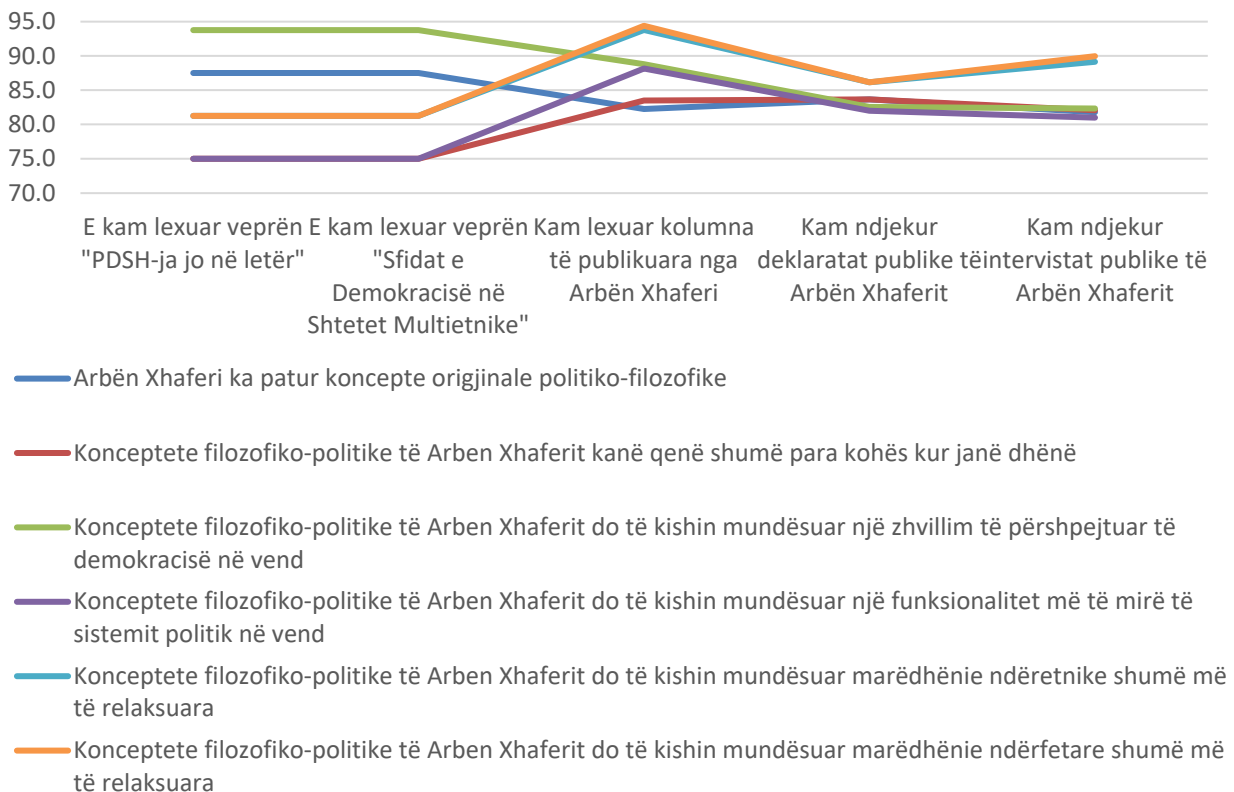 95.0
90.0
85.0
80.0
75.0
70.0
E kam lexuar veprën
"PDSH-ja jo në letër"
E kam lexuar veprën
"Sfidat e
Demokracisë në
Shtetet Multietnike"
Kam lexuar kolumna
të publikuara nga
Arbën Xhaferi
Kam ndjekur
deklaratat publike të
Arbën Xhaferit
Kam ndjekur
intervistat publike të
Arbën Xhaferit
Arbën Xhaferi ka patur koncepte origjinale politiko-filozofike
Konceptete filozofiko-politike të Arben Xhaferit kanë qenë shumë para kohës kur janë dhënë
Konceptete filozofiko-politike të Arben Xhaferit do të kishin mundësuar një zhvillim të përshpejtuar të
demokracisë në vend
Konceptete filozofiko-politike të Arben Xhaferit do të kishin mundësuar një funksionalitet më të mirë të
sistemit politik në vend
Konceptete filozofiko-politike të Arben Xhaferit do të kishin mundësuar marëdhënie ndëretnike shumë më
të relaksuara
Konceptete filozofiko-politike të Arben Xhaferit do të kishin mundësuar marëdhënie ndërfetare shumë më
të relaksuara